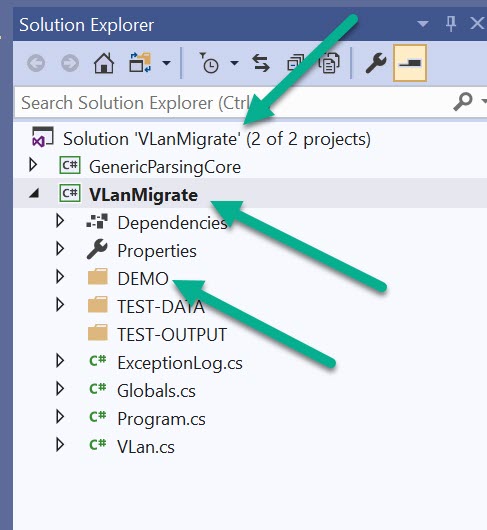 Solution Explorer
Search Solution Explorer (Ctrl
Solution 'VLanMigrate' (2 of 2 projects)
C# GenericParsingCore
C# VLanMigrate
Dependencies
Properties
DEMO
TEST-DATA
TEST-OUTPUT
C# ExceptionLog.cs
C# Globals.cs
C# Program.cs
C# VLan.cs